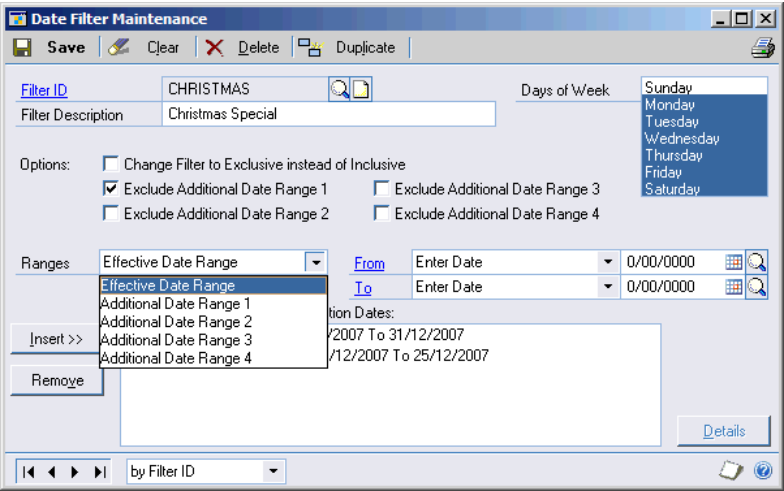 Date Filter Maintenance
Save Clear Delete Duplicate
Filter ID CHRISTMAS
Filter Description Christmas Special
Days of Week
Sunday
Monday
Tuesday
Wednesday
Thursday
Friday
Saturday
Options: Change Filter to Exclusive instead of Inclusive
Exclude Additional Date Range 1 Exclude Additional Date Range 3
Exclude Additional Date Range 2 Exclude Additional Date Range 4
Ranges Effective Date Range From Enter Date 0/00/0000
To Enter Date 0/00/0000
Effective Date Range
Additional Date Range 1
Additional Date Range 2
Additional Date Range 3
Additional Date Range 4
Dates:
Insert >> /2007 To 31/12/2007
/12/2007 To 25/12/2007
Remove
Details
by Filter ID